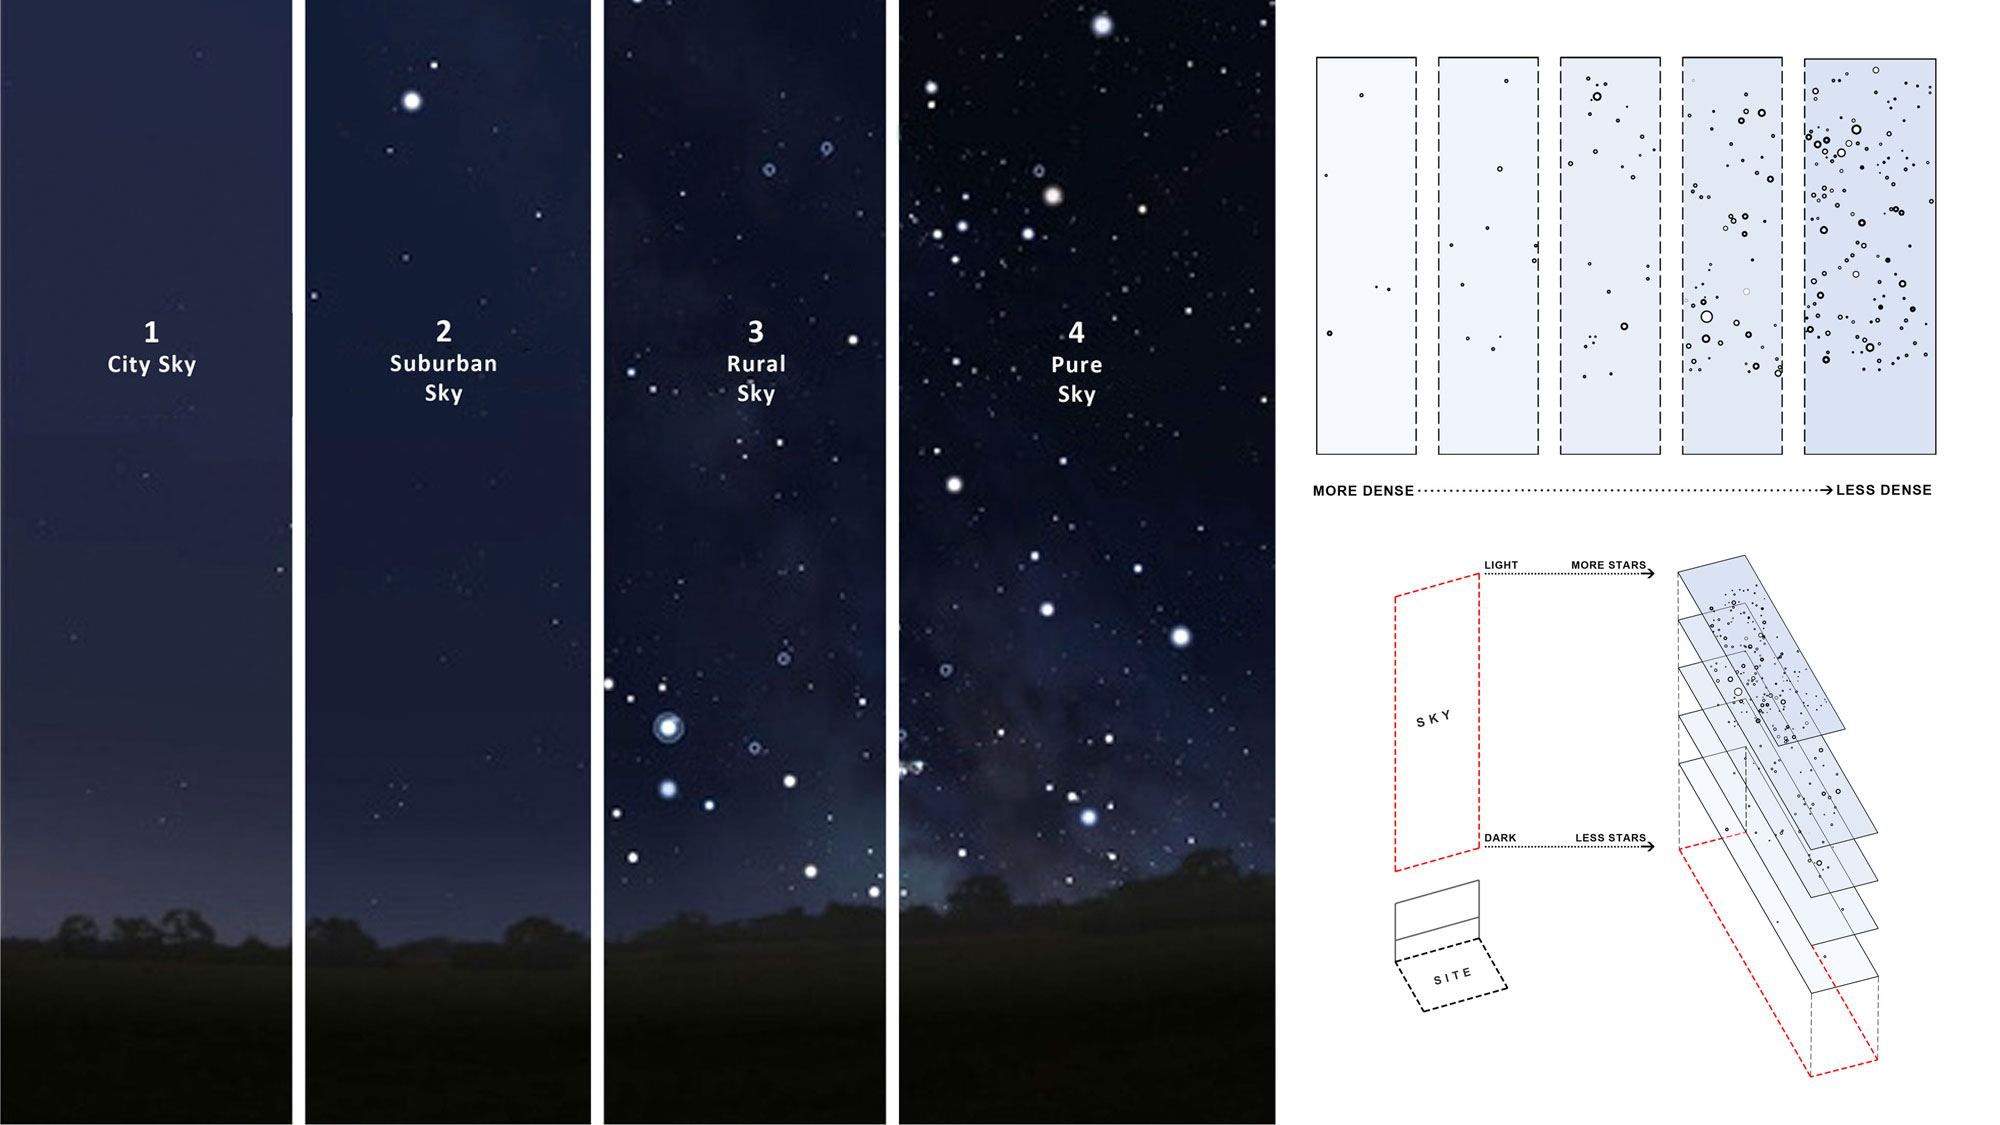 1
City Sky
2
Suburban
Sky
3
Rural
Sky
4
Pure
Sky
MORE DENSE
LESS DENSE
LIGHT
MORE STARS
SKY
DARK
LESS STARS
SITE